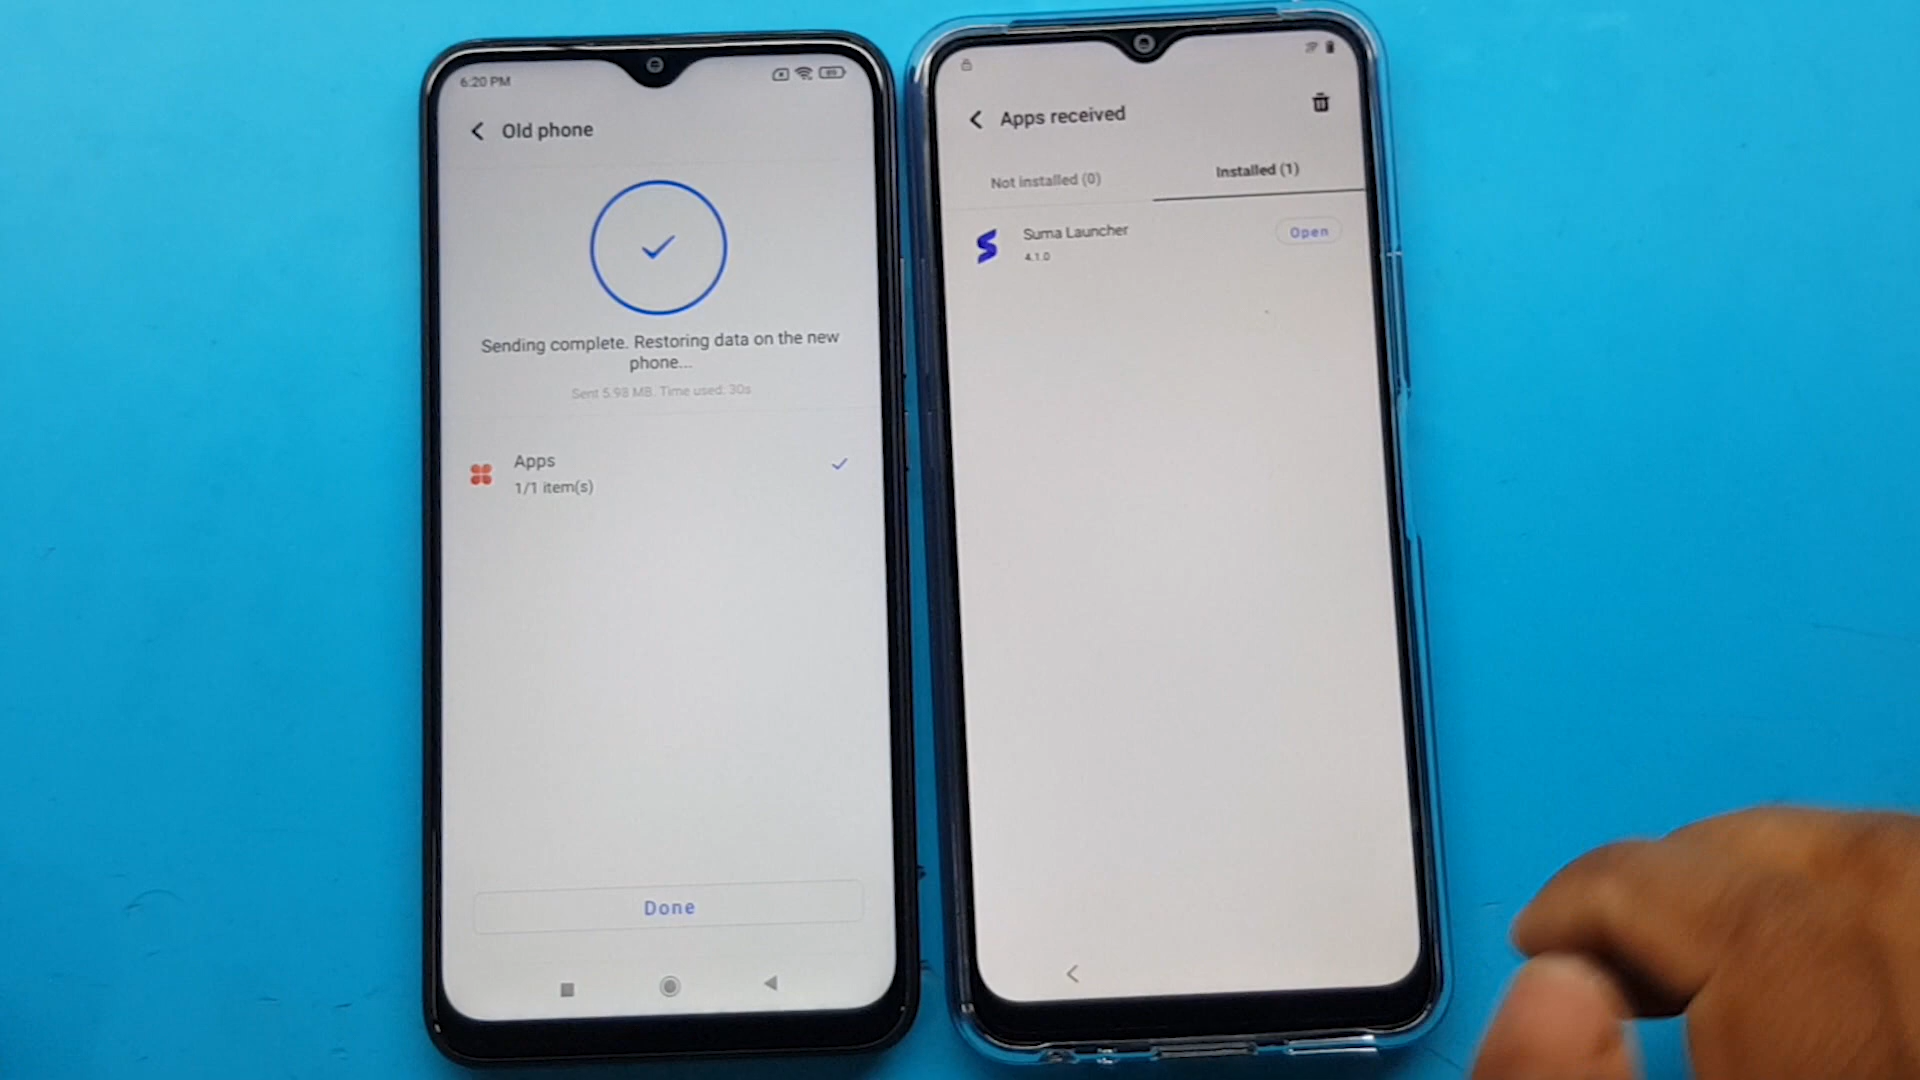 6:20 PM
89
Old phone
Sending complete. Restoring data on the new
phone...
Sent 5.98 MB. Time used: 30s
Apps
1/1 item(s)
Done
Apps received
Not installed (0)
Installed (1)
Suma Launcher
4.1.0
Open